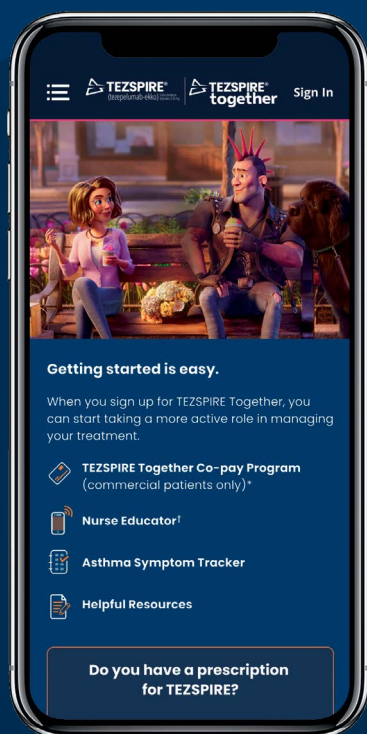 TEZSPIRE®
(tezepelumab-ekko)
TEZSPIRE®
together
Sign In
Getting started is easy.
When you sign up for TEZSPIRE Together, you
can start taking a more active role in managing
your treatment.
TEZSPIRE Together Co-pay Program
(commercial patients only)*
Nurse Educator†
Asthma Symptom Tracker
Helpful Resources
Do you have a prescription
for TEZSPIRE?